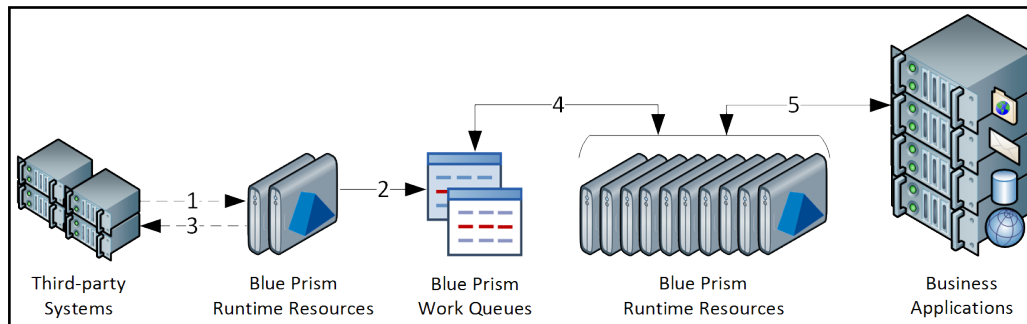 4
5
1
2
3
Third-party
Systems
Blue Prism
Runtime Resources
Blue Prism
Work Queues
Blue Prism
Runtime Resources
Business
Applications